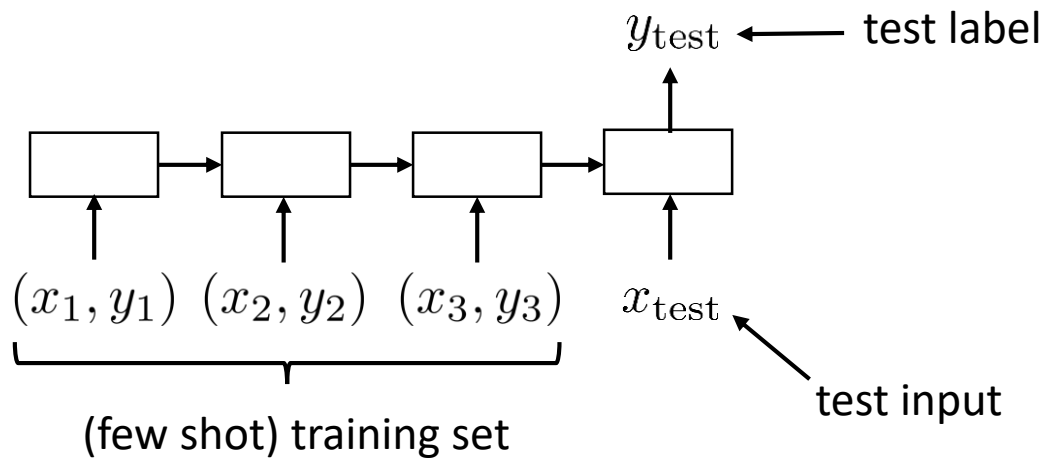 y_test
test label
(x_1, y_1) (x_2, y_2) (x_3, y_3) x_test
test input
(few shot) training set